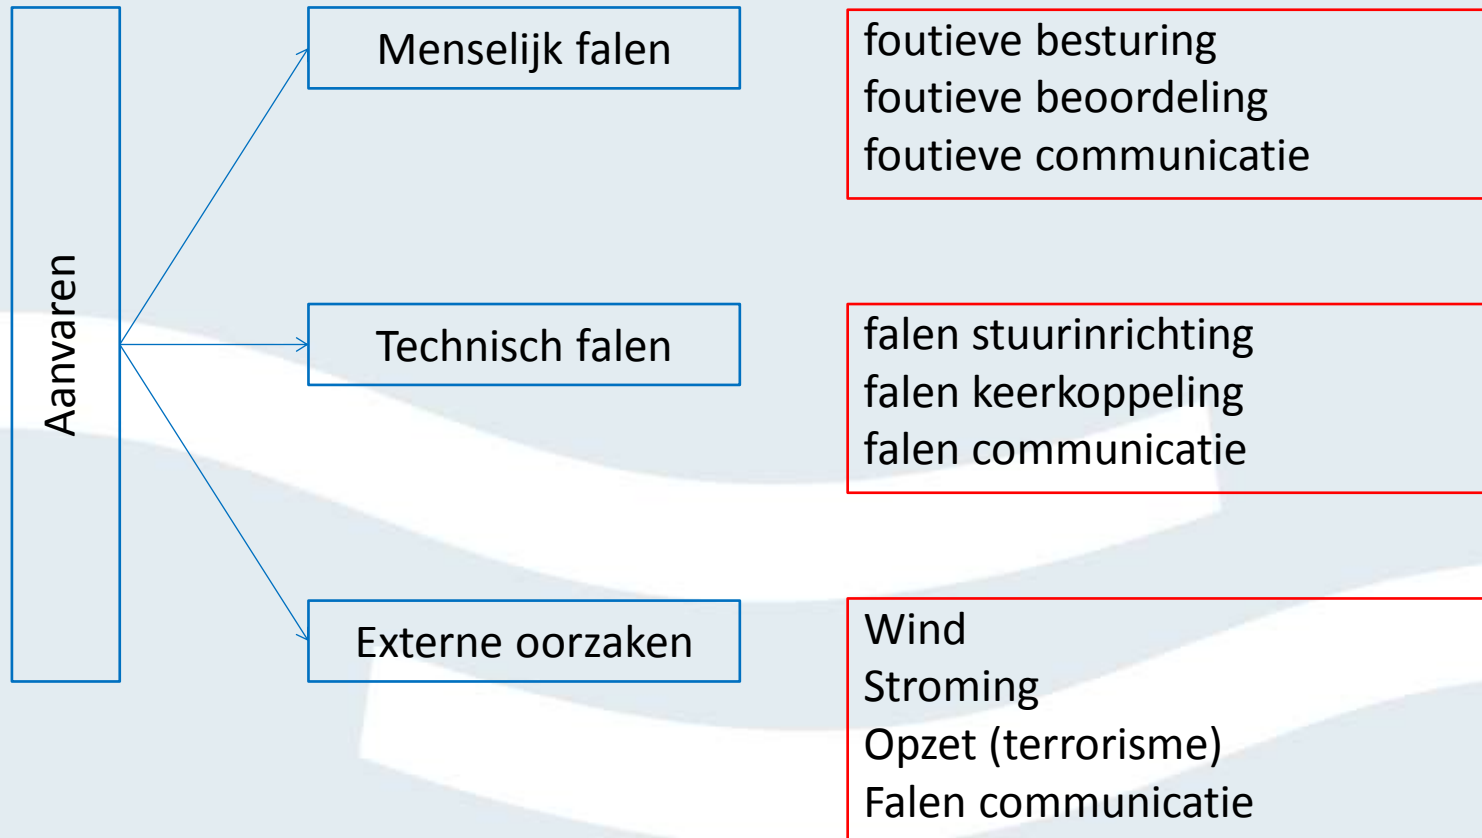 Aanvaren
Menselijk falen
foutieve besturing
foutieve beoordeling
foutieve communicatie
Technisch falen
falen stuurinrichting
falen keerkoppeling
falen communicatie
Externe oorzaken
Wind
Stroming
Opzet (terrorisme)
Falen communicatie